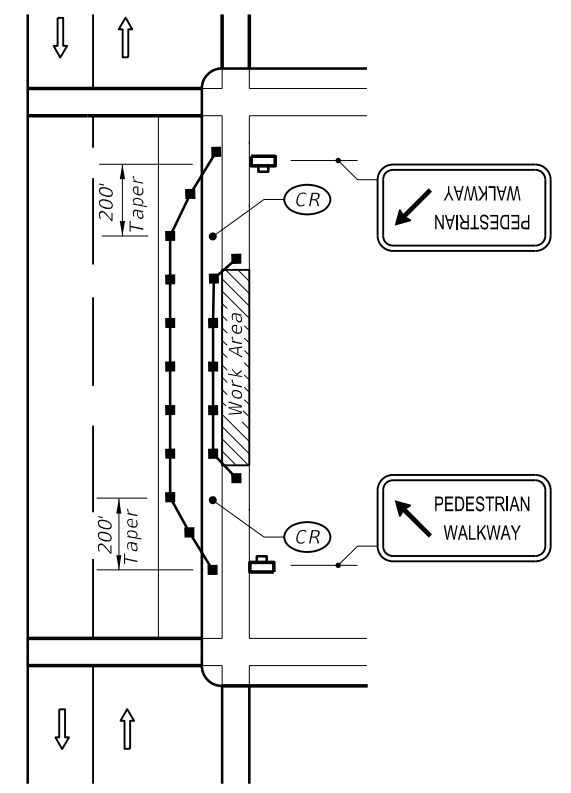 200'
Taper
CR
PEDESTRIAN
WALKWAY
Work Area
200'
Taper
CR
PEDESTRIAN
WALKWAY